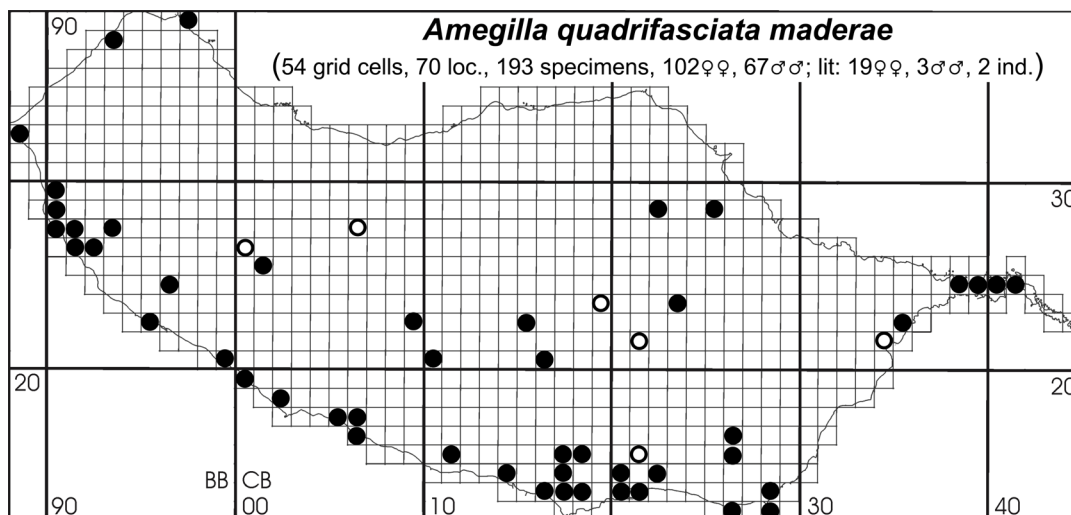 90
Amegilla quadrifasciata maderae
(54 grid cells, 70 loc., 193 specimens, 102♀♀, 67♂♂; lit: 19♀♀, 3♂♂, 2 ind.)
30
20
20
BB CB
90 00 10 30 40